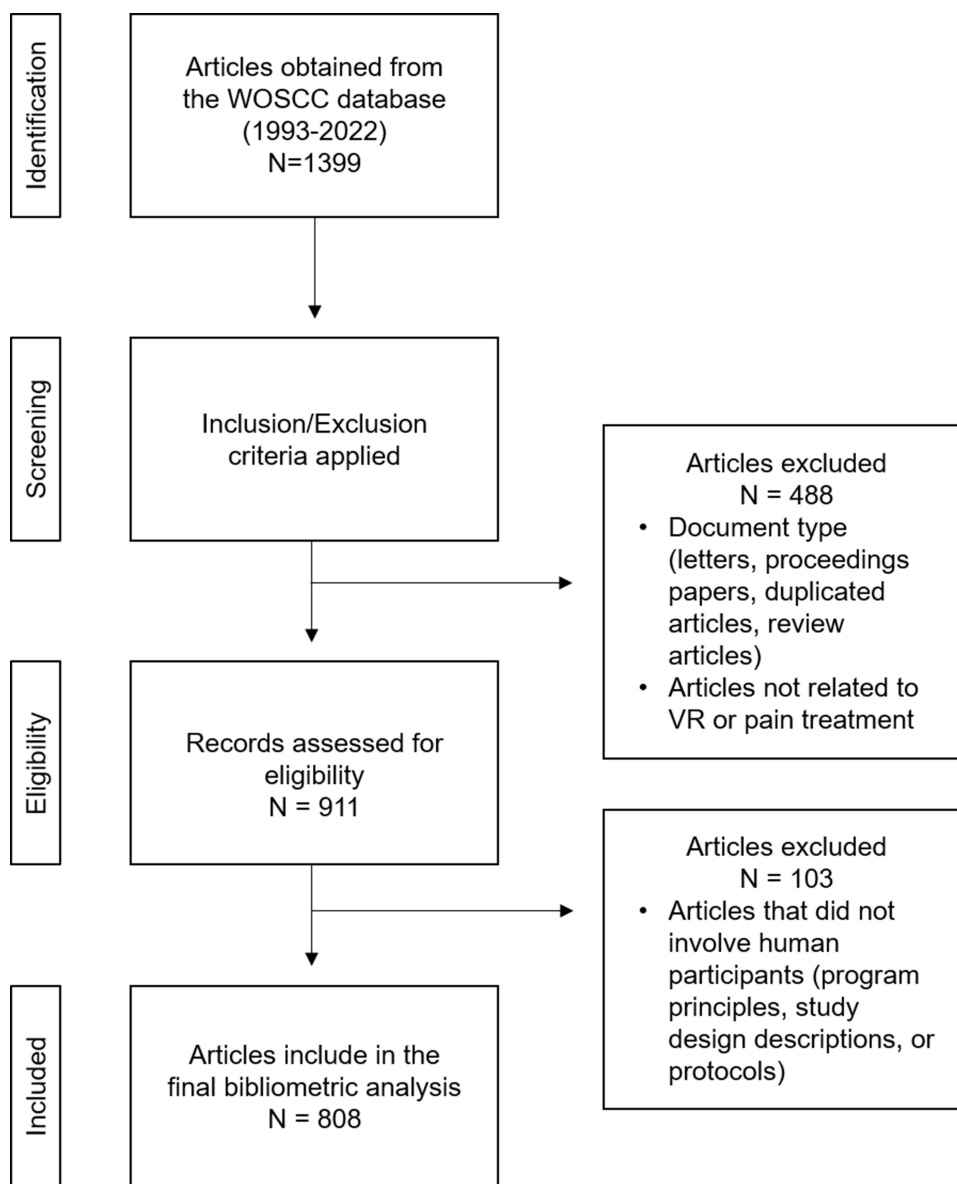 Identification
Articles obtained from
the WOSCC database
(1993-2022)
N=1399
Screening
Inclusion/Exclusion
criteria applied
Articles excluded
N = 488
• Document type
(letters, proceedings
papers, duplicated
articles, review
articles)
• Articles not related to
VR or pain treatment
Eligibility
Records assessed for
eligibility
N = 911
Articles excluded
N = 103
• Articles that did not
involve human
participants (program
principles, study
design descriptions, or
protocols)
Included
Articles include in the
final bibliometric analysis
N = 808